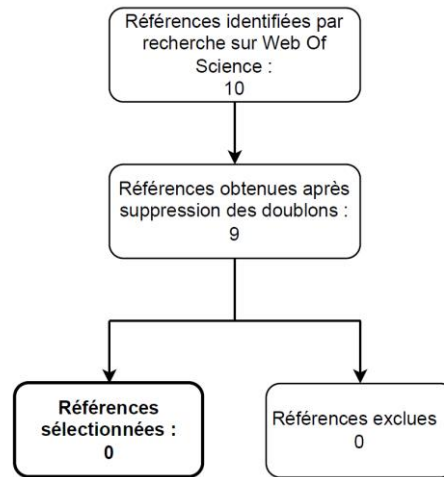 Références identifiées par
recherche sur Web Of
Science :
10
Références obtenues après
suppression des doublons :
9
Références
sélectionnées :
0
Références exclues
0